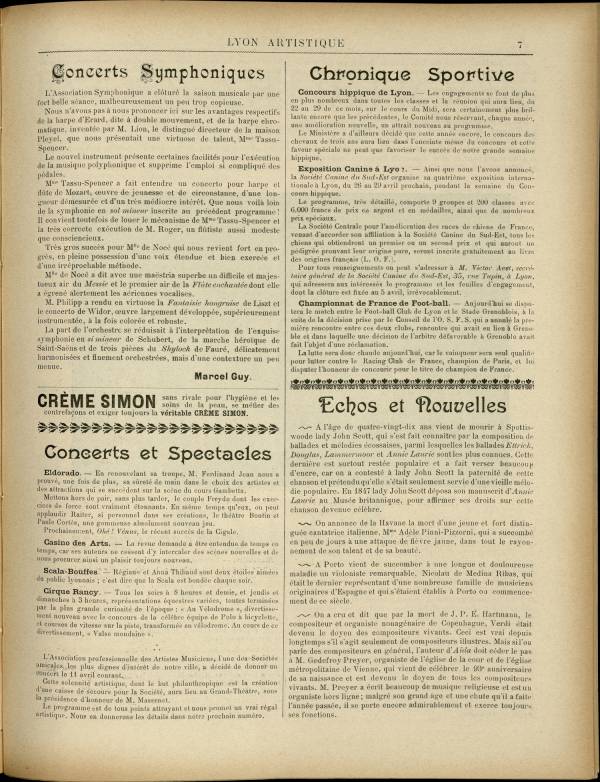 LYON ARTISTIQUE
7
Concerts Symphoniques
L'Association Symphonique a clôturé la saison musicale par une
fort belle séance, malheureusement un peu trop copieuse.
Nous n'avons pas à nous prononcer ici sur les avantages respectifs
de la harpe d'Erard, dite à double mouvement, et de la harpe chro-
matique, inventée par M. Lion, le distingué directeur de la maison
Pleyel, que nous présentait une virtuose de talent, Mme Tassu-
Spencer.
Le nouvel instrument présente certaines facilités pour l'exécution
de la musique polyphonique et supprime l'emploi si compliqué des
pédales.
Mme Tassu-Spencer a fait entendre un concerto pour harpe et
flûte de Mozart, œuvre de jeunesse et de circonstance, d'une lon-
gueur démesurée et d'un très médiocre intérêt. Que nous voilà loin
de la symphonie en sol mineur inscrite au précédent programme!
Il convient toutefois de louer le mécanisme de Mme Tassu-Spencer et
la très correcte exécution de M. Roger, un flûtiste aussi modeste
que consciencieux.
Très gros succès pour Mlle de Nocé qui nous revient fort en pro-
grès, en pleine possession d'une voix étendue et bien exercée et
d'une irréprochable méthode.
Mlle de Nocé a dit avec une maëstria superbe un difficile et majes-
tueux air du Messie et le premier air de la Flûte enchantée dont elle
a égrené alertement les aériennes vocalises.
M. Philipp a rendu en virtuose la Fantaisie hongroise de Liszt et
le concerto de Widor, œuvre largement développée, supérieurement
instrumentée, à la fois colorée et robuste.
La part de l'orchestre se réduisait à l'interprétation de l'exquise
symphonie en si mineur de Schubert, de la marche héroïque de
Saint-Saëns et de trois pièces du Shylock de Fauré, délicatement
harmonisées et finement orchestrées, mais d'une contexture un peu
menue.
Marcel Guy.
CRÈME SIMON sans rivale pour l'hygiène et les
soins de la peau, se méfier des
contrefaçons et exiger toujours la véritable CRÈME SIMON.
Concerts et Spectacles
Eldorado. — En renouvelant sa troupe, M. Ferdinand Jean nous a
prouvé, une fois de plus, sa sûreté de main dans le choix des artistes et
des attractions qui se succèdent sur la scène du cours Gambetta.
Mettons hors de pair, sans plus tarder, le couple Freyda dont les exer-
cices de force sont vraiment étonnants. En même temps qu'eux, on peut
applaudir Raiter, si personnel dans ses créations, le théâtre Boufin et
Paula Cortès, une gommeuse absolument nouveau jeu.
Prochainement, Ohé! Vénus, le récent succès de la Cigale.
Casino des Arts. — La revue demande à être entendue de temps en
temps, car ses auteurs ne cessent d'y intercaler des scènes nouvelles et de
nous procurer ainsi un plaisir toujours nouveau.
Scala-Bouffes. — Régiane et Anna Thibaud sont deux étoiles aimées
du public lyonnais; c'est dire que la Scala est bondée chaque soir.
Cirque Rancy. — Tous les soirs à 8 heures et demie, et jeudis et
dimanches à 3 heures, représentations équestres variées, toutes terminées
par la plus grande curiosité de l'époque : « Au Vélodrome », divertisse-
ment nouveau avec le concours de la célèbre équipe de Polo à bicyclette,
et courses de vitesse sur la piste, transformée en vélodrome. Au cours de ce
divertissement, « Valse mondaine ».
L'Association professionnelle des Artistes Musiciens, l'une des Sociétés
amicales les plus dignes d'intérêt de notre ville, a décidé de donner un
concert le 11 avril courant.
Cette solennité artistique, dont le but philanthropique est la création
d'une caisse de secours pour la Société, aura lieu au Grand-Théâtre, sous
la présidence d'honneur de M. Massenet.
Le programme est de tous points attrayant et nous promet un vrai régal
artistique. Nous en donnerons les détails dans notre prochain numéro.
Chronique Sportive
Concours hippique de Lyon. — Les engagements se font de plus
en plus nombreux dans toutes les classes et la réunion qui aura lieu, du
22 au 29 de ce mois, sur le cours du Midi, sera certainement plus bril-
lante encore que les précédentes, le Comité nous réservant, chaque année,
une amélioration nouvelle, un attrait nouveau au programme.
Le Ministère a d'ailleurs décidé que cette année encore, le concours des
chevaux de trois ans aura lieu dans l'enceinte même du concours et cette
faveur spéciale ne peut que favoriser le succès de notre grande semaine
hippique.
Exposition Canine à Lyon. — Ainsi que nous l'avons annoncé,
la Société Canine du Sud-Est organise sa quatrième exposition interna-
tionale à Lyon, du 26 au 29 avril prochain, pendant la semaine du Con-
cours hippique.
Le programme, très détaillé, comporte 9 groupes et 200 classes avec
6.000 francs de prix en argent et en médailles, ainsi que de nombreux
prix spéciaux.
La Société Centrale pour l'amélioration des races de chiens de France,
venant d'accorder son affiliation à la Société Canine du Sud-Est, tous les
chiens qui obtiendront un premier ou un second prix et qui auront un
pédigrée prouvant leur origine pure, seront inscrits gratuitement au livre
des origines français (L. O. F.).
Pour tous renseignements on peut s'adresser à M. Victor Aert, secré-
taire général de la Société Canine du Sud-Est, 35, rue Tupin, à Lyon,
qui adressera aux intéressés le programme et les feuilles d'engagement,
dont la clôture est fixée au 5 avril, irrévocablement.
Championnat de France de Foot-ball. — Aujourd'hui se dispu-
tera le match entre le Foot-ball Club de Lyon et le Stade Grenoblois, à la
suite de la décision prise par le Conseil de l'U. S. F. S. qui a annulé la pre-
mière rencontre entre ces deux clubs, rencontre qui avait eu lieu à Greno-
ble et dans laquelle une décision de l'arbitre défavorable à Grenoble avait
fait l'objet d'une réclamation.
La lutte sera donc chaude aujourd'hui, car le vainqueur sera seul qualifié
pour lutter contre le Racing Club de France, champion de Paris, et lui
disputer l'honneur de concourir pour le titre de champion de France.
Echos et Nouvelles
A l'âge de quatre-vingt-dix ans vient de mourir à Spottis-
woode lady John Scott, qui s'est fait connaître par la composition de
ballades et mélodies écossaises, parmi lesquelles les ballades Ettrick,
Douglas, Lammermoor et Annie Laurie sont les plus connues. Cette
dernière est surtout restée populaire et a fait verser beaucoup
d'encre, car on a contesté à lady John Scott la paternité de cette
chanson et prétendu qu'elle s'était seulement servie d'une vieille mélo-
die populaire. En 1847 lady John Scott déposa son manuscrit d'Annie
Laurie au Musée britannique, pour affirmer ses droits sur cette
chanson devenue célèbre.
On annonce de la Havane la mort d'une jeune et fort distin-
guée cantatrice italienne, Mme Adèle Piani-Pizzorni, qui a succombé
en peu de jours à une attaque de fièvre jaune, dans tout le rayon-
nement de son talent et de sa beauté.
A Porto vient de succomber à une longue et douloureuse
maladie un violoniste remarquable, Nicolau de Medina Ribas, qui
était le dernier représentant d'une nombreuse famille de musiciens
originaires d'Espagne et qui s'étaient établis à Porto au commence-
ment de ce siècle.
On a cru et dit que par la mort de J. P. E. Hartmann, le
compositeur et organiste nonagénaire de Copenhague, Verdi était
devenu le doyen des compositeurs vivants. Ceci est vrai depuis
longtemps s'il s'agit seulement de compositeurs illustres. Mais si l'on
parle des compositeurs en général, l'auteur d'Aïda doit céder le pas
à M. Godefroy Preyer, organiste de l'église de la cour et de l'église
métropolitaine de Vienne, qui vient de célébrer le 93e anniversaire
de sa naissance et est devenu le doyen de tous les compositeurs
vivants. M. Preyer a écrit beaucoup de musique religieuse et est un
organiste hors ligne; malgré son grand âge et une chute qu'il a faite
l'année passée, il se porte encore admirablement et exerce toujours
ses fonctions.